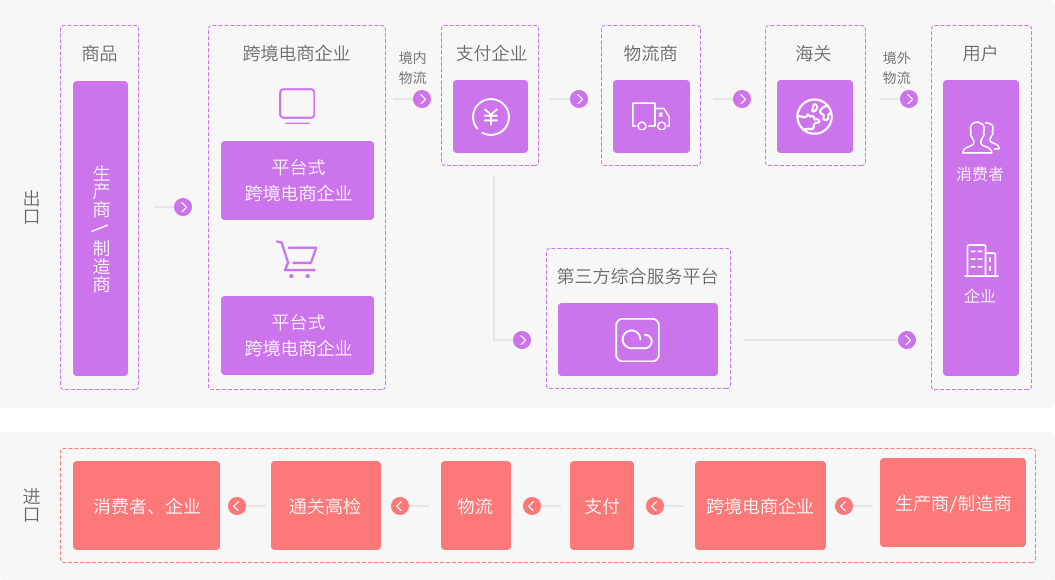 出口
商品
生产商/制造商
跨境电商企业
平台式
跨境电商企业
平台式
跨境电商企业
境内
物流
支付企业
¥
物流商
海关
境外
物流
用户
消费者
企业
第三方综合服务平台
进口
消费者、企业
通关高检
物流
支付
跨境电商企业
生产商/制造商